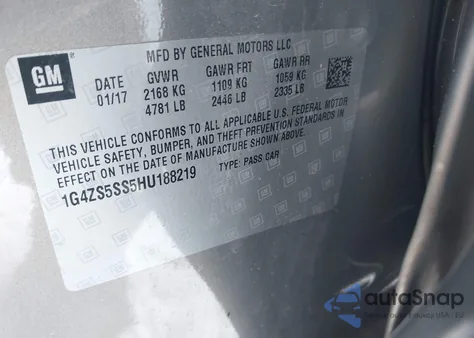 GM
MFD BY GENERAL MOTORS LLC
DATE GVWR GAWR FRT GAWR RR
01/17 2168 KG 1109 KG 1059 KG
4781 LB 2446 LB 2335 LB
THIS VEHICLE CONFORMS TO ALL APPLICABLE U.S. FEDERAL MOTOR
VEHICLE SAFETY, BUMPER, AND THEFT PREVENTION STANDARDS IN
EFFECT ON THE DATE OF MANUFACTURE SHOWN ABOVE.
1G4ZS5SS5HU188219 TYPE: PASS CAR
autoSnap